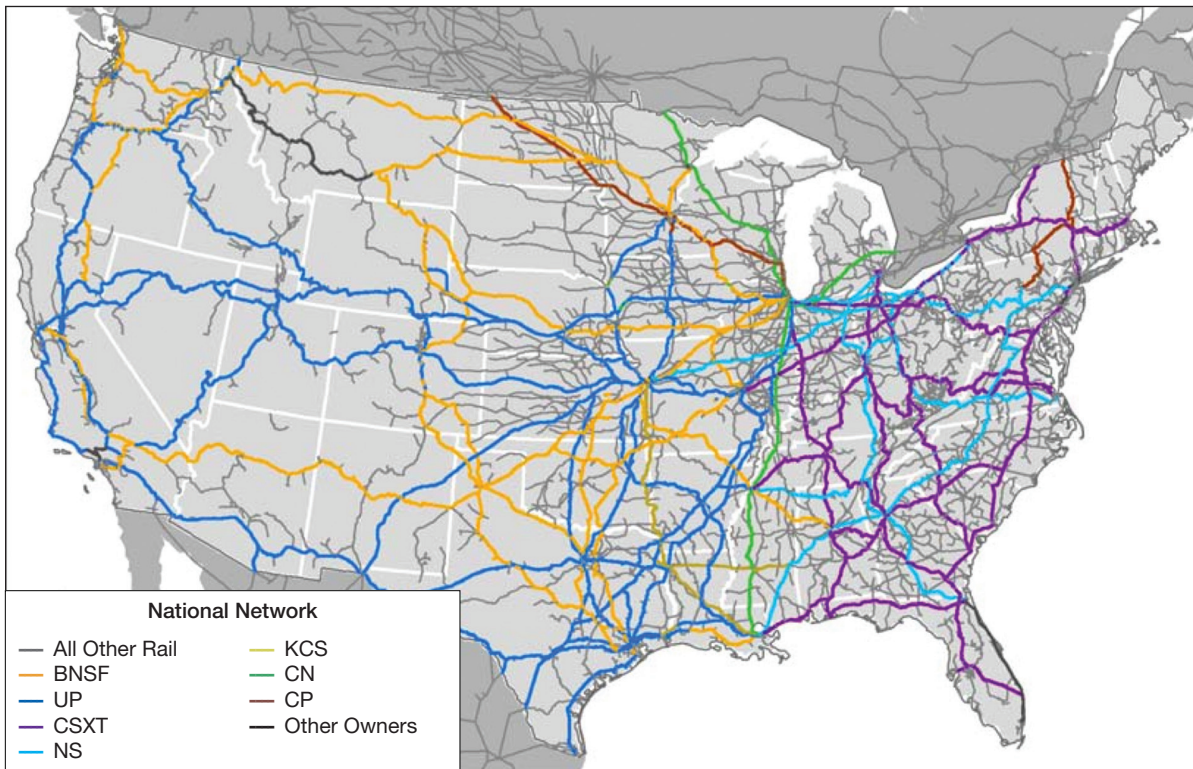 National Network
All Other Rail
BNSF
UP
CSXT
NS
KCS
CN
CP
Other Owners